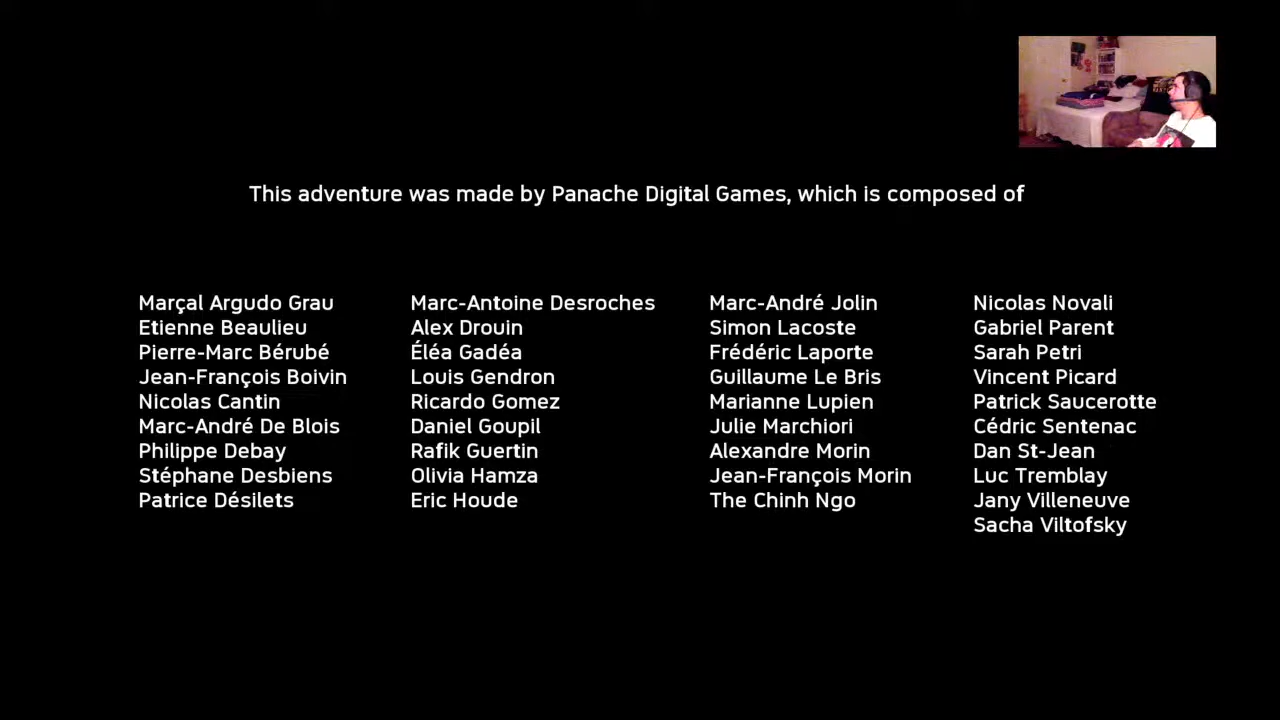 This adventure was made by Panache Digital Games, which is composed of
Marçal Argudo Grau
Etienne Beaulieu
Pierre-Marc Bérubé
Jean-François Boivin
Nicolas Cantin
Marc-André De Blois
Philippe Debay
Stéphane Desbiens
Patrice Désilets
Marc-Antoine Desroches
Alex Drouin
Éléa Gadéa
Louis Gendron
Ricardo Gomez
Daniel Goupil
Rafik Guertin
Olivia Hamza
Eric Houde
Marc-André Jolin
Simon Lacoste
Frédéric Laporte
Guillaume Le Bris
Marianne Lupien
Julie Marchiori
Alexandre Morin
Jean-François Morin
The Chinh Ngo
Nicolas Novali
Gabriel Parent
Sarah Petri
Vincent Picard
Patrick Saucerotte
Cédric Sentenac
Dan St-Jean
Luc Tremblay
Jany Villeneuve
Sacha Viltofsky